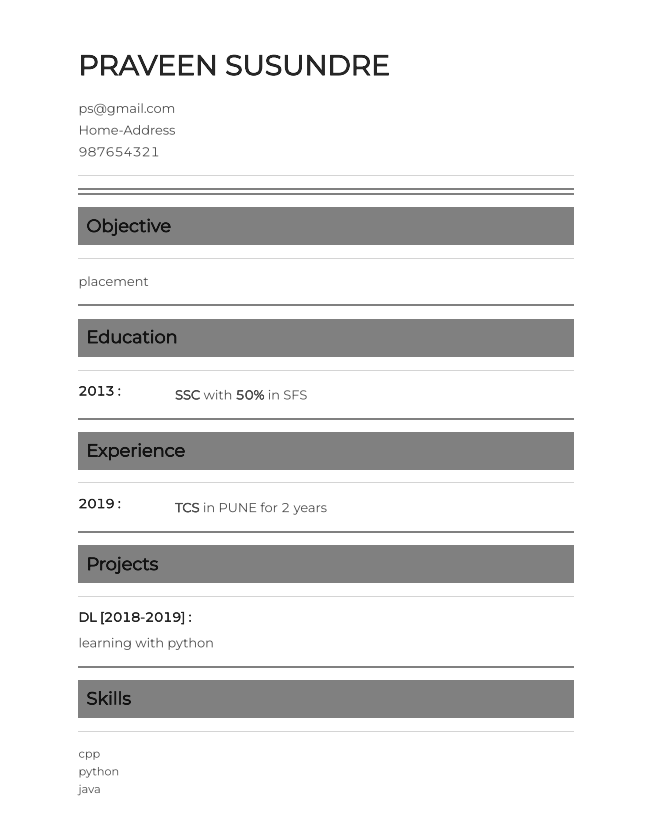 PRAVEEN SUSUNDRE
ps@gmail.com
Home-Address
987654321
Objective
placement
Education
2013 : SSC with 50% in SFS
Experience
2019 : TCS in PUNE for 2 years
Projects
DL [2018-2019] :
learning with python
Skills
cpp
python
java